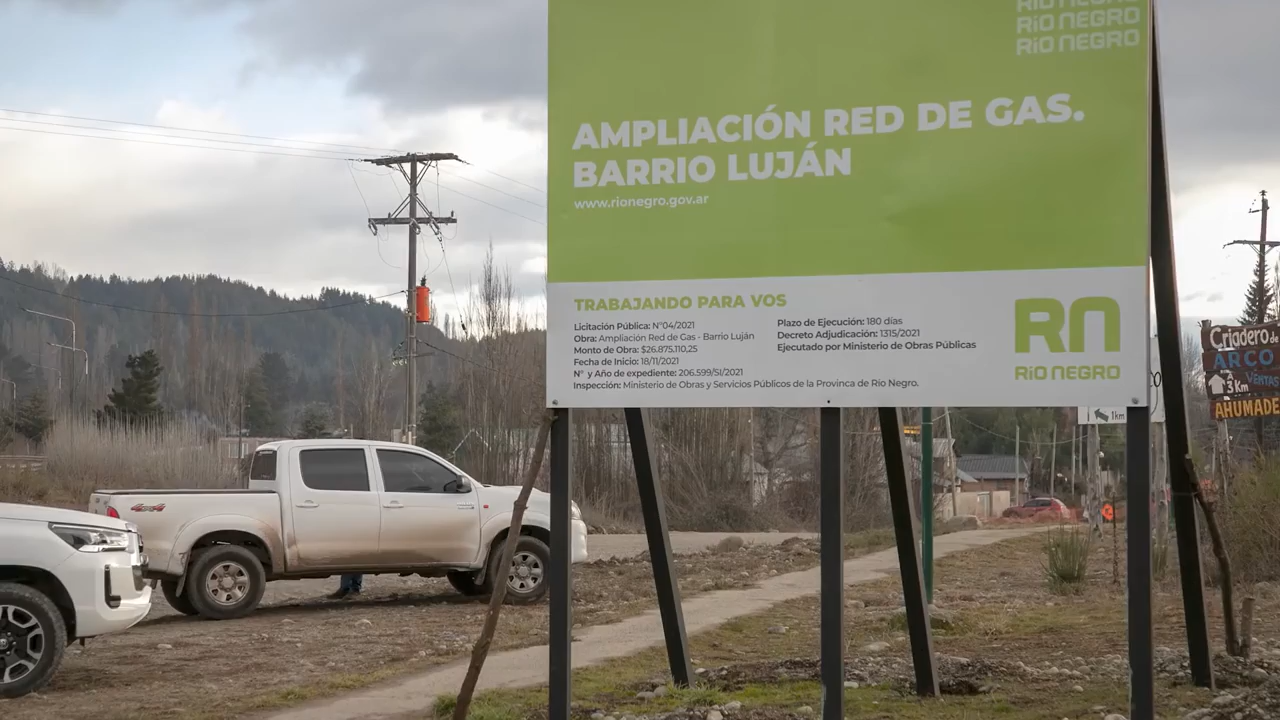 RÍO NEGRO
RÍO NEGRO
RÍO NEGRO
AMPLIACIÓN RED DE GAS.
BARRIO LUJÁN
www.rionegro.gov.ar
TRABAJANDO PARA VOS
Licitación Pública: N°04/2021
Obra: Ampliación Red de Gas - Barrio Luján
Monto de Obra: $26.875.110,25
Fecha de Inicio: 18/11/2021
N° y Año de expediente: 206.599/SI/2021
Inspección: Ministerio de Obras y Servicios Públicos de la Provinca de Rio Negro.
Plazo de Ejecución: 180 días
Decreto Adjudicación: 1315/2021
Ejecutado por Ministerio de Obras Públicas
RN
RÍO NEGRO
4x4
1km
Criadero de
ARCO
VENTAS
3 Km
AHUMADE